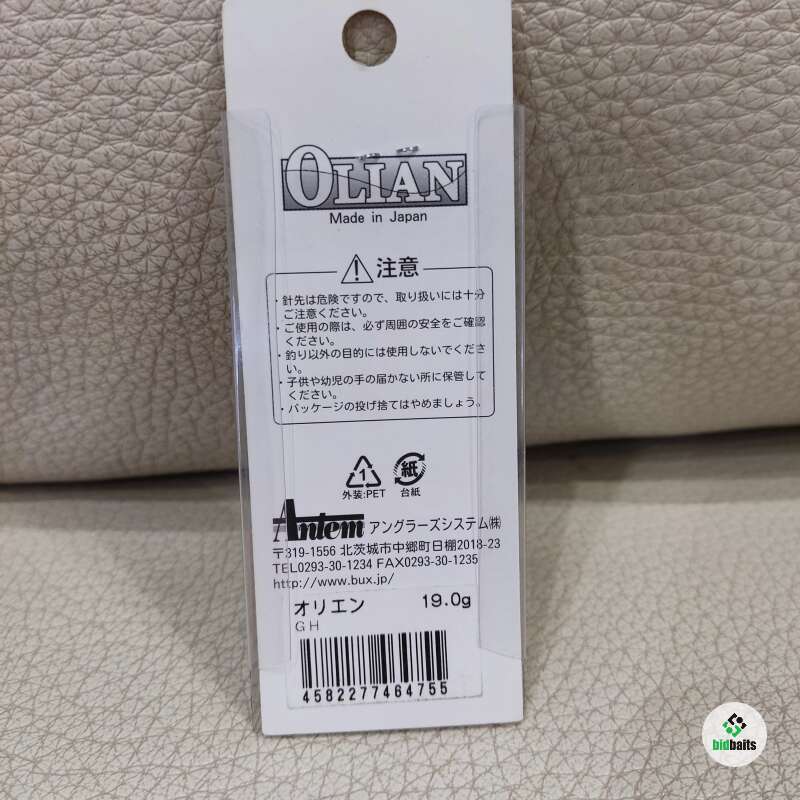 OLIAN
Made in Japan
注意
・針先は危険ですので、取り扱いには十分
ご注意ください。
・ご使用の際は、必ず周囲の安全をご確認
ください。
・釣り以外の目的には使用しないでくださ
い。
・子供や幼児の手の届かない所に保管して
ください。
・パッケージの投げ捨てはやめましょう。
1
紙
外装:PET
台紙
Antem アングラーズシステム㈱
〒319-1556 北茨城市中郷町日棚2018-23
TEL0293-30-1234 FAX0293-30-1235
http://www.bux.jp/
オリエン 19.0g
GH
4582277464755
bidbaits